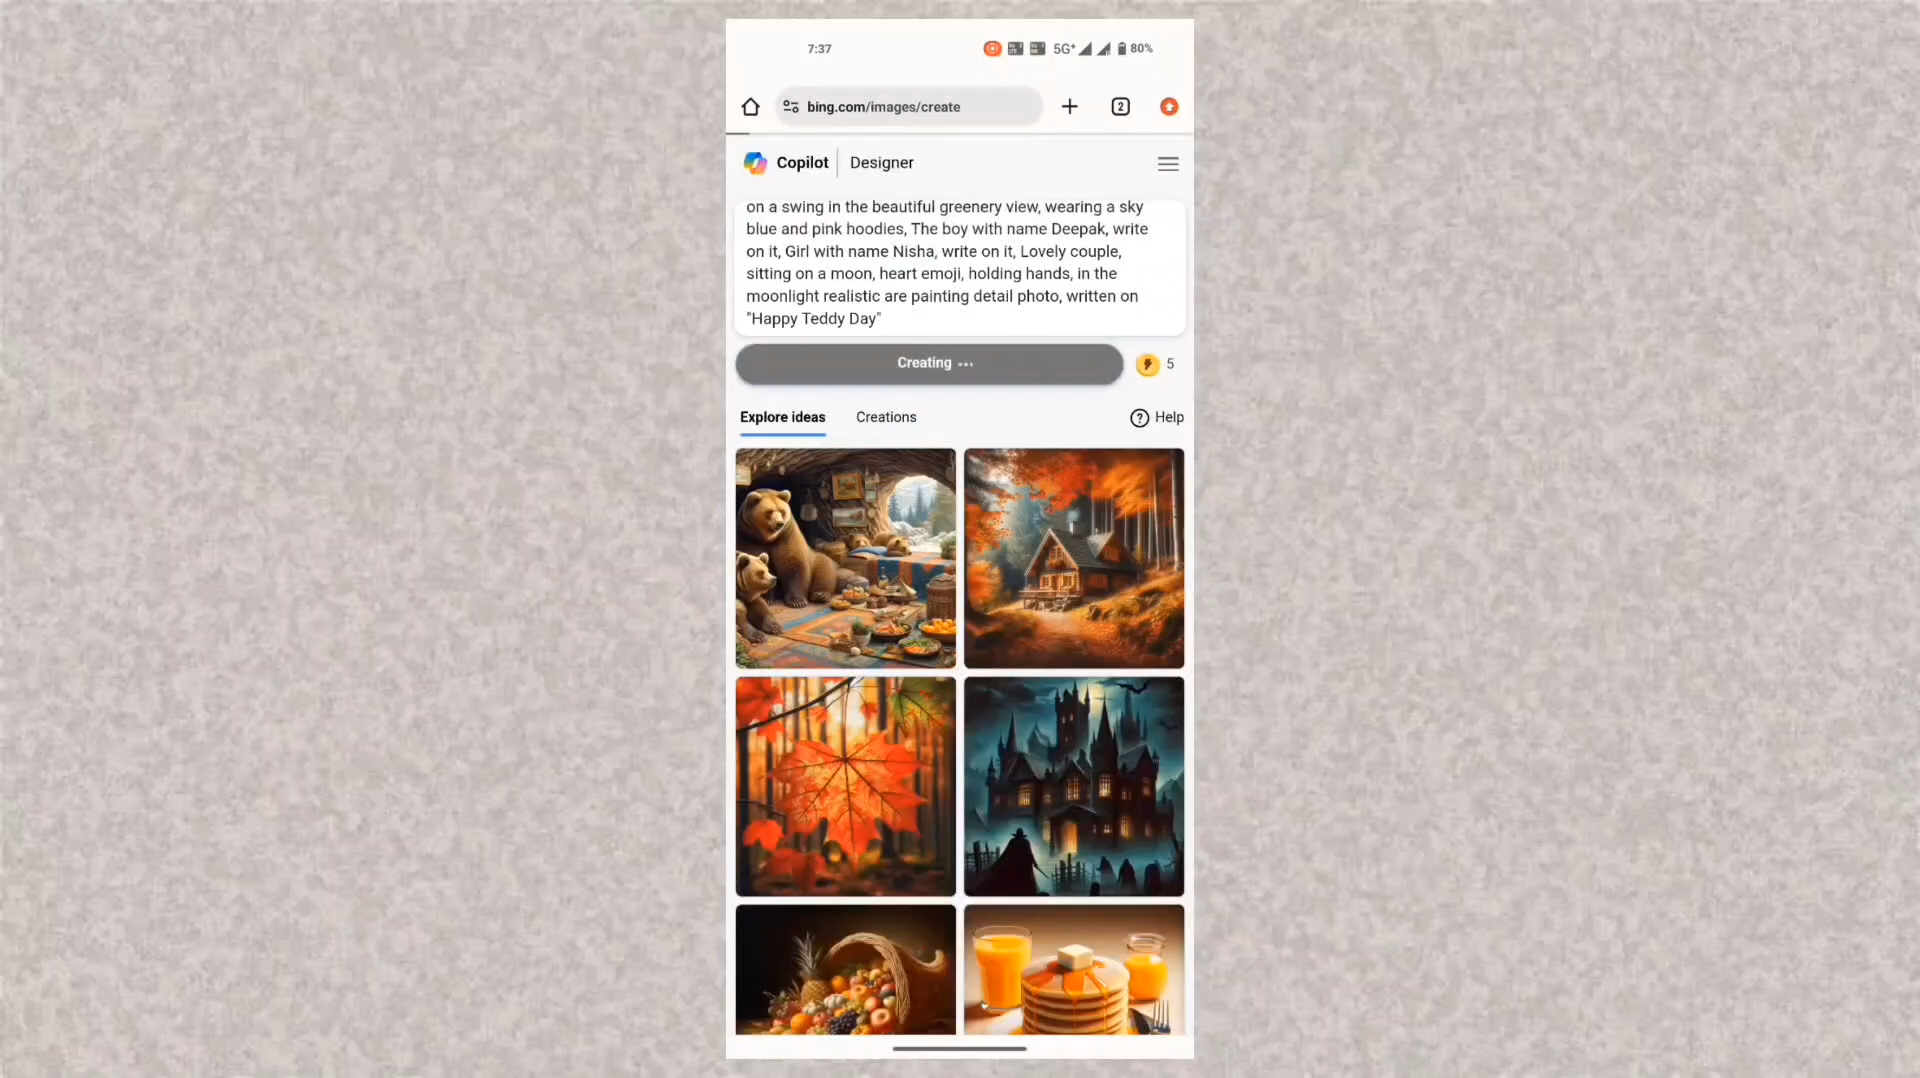 7:37
5G+ 80%
bing.com/images/create
2
Copilot Designer
on a swing in the beautiful greenery view, wearing a sky
blue and pink hoodies, The boy with name Deepak, write
on it, Girl with name Nisha, write on it, Lovely couple,
sitting on a moon, heart emoji, holding hands, in the
moonlight realistic are painting detail photo, written on
"Happy Teddy Day"
Creating
5
Explore ideas Creations Help